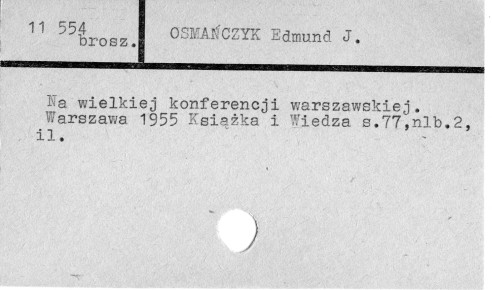 11 554
brosz.
OSMAŃCZYK Edmund J.
Na wielkiej konferencji warszawskiej.
Warszawa 1955 Książka i Wiedza s.77,nlb.2,
il.